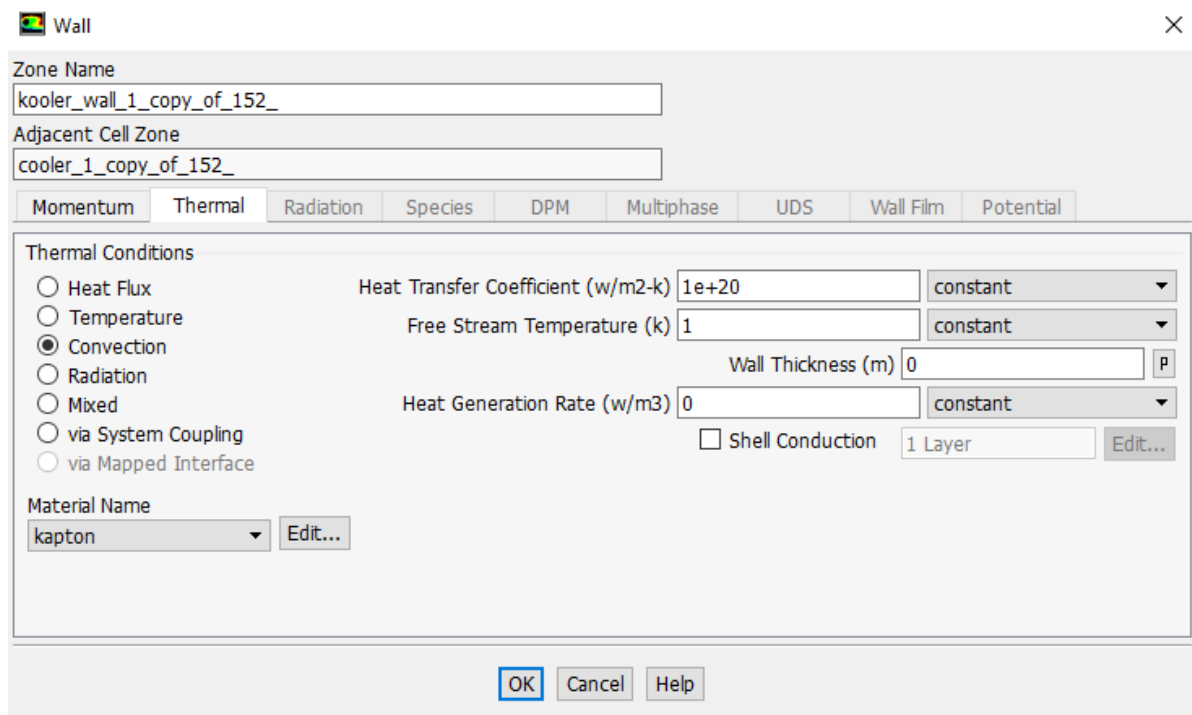 Wall
Zone Name
kooler_wall_1_copy_of_152_
Adjacent Cell Zone
cooler_1_copy_of_152_
Momentum Thermal Radiation Species DPM Multiphase UDS Wall Film Potential
Thermal Conditions
Heat Flux
Temperature
Convection
Radiation
Mixed
via System Coupling
via Mapped Interface
Heat Transfer Coefficient (w/m2-k) 1e+20 constant
Free Stream Temperature (k) 1 constant
Wall Thickness (m) 0 P
Heat Generation Rate (w/m3) 0 constant
Shell Conduction 1 Layer Edit...
Material Name
kapton Edit...
OK Cancel Help